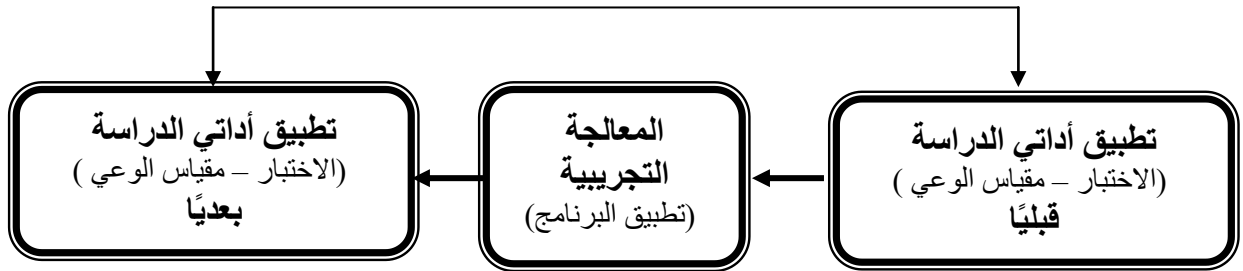 تطبيق أداتي الدراسة
(الاختبار – مقياس الوعي )
قبليًا
المعالجة
التجريبية
(تطبيق البرنامج)
تطبيق أداتي الدراسة
(الاختبار – مقياس الوعي )
بعديًا